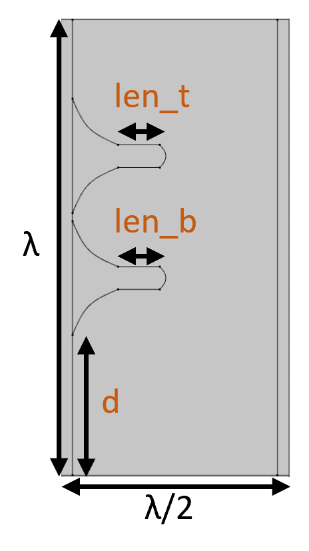 len_t
len_b
λ
d
λ/2